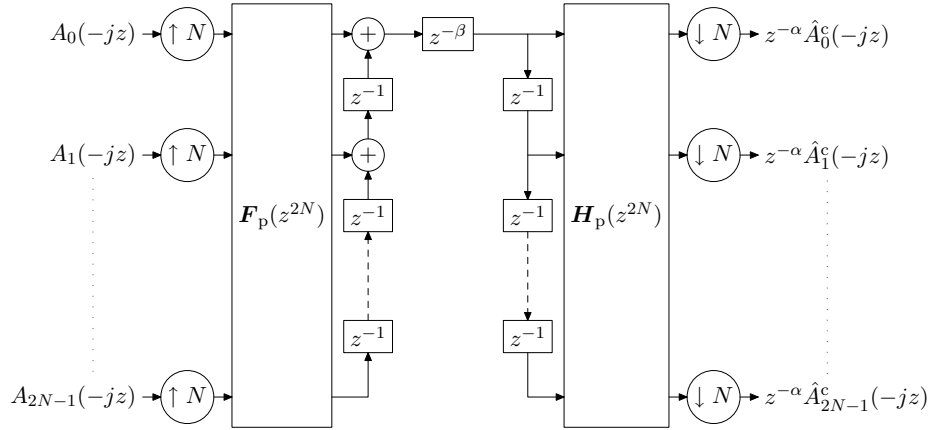 A_0(−jz) ↑ N + z^{−β} ↓ N z^{−α} Â_0^c(−jz)
z^{−1} z^{−1}
A_1(−jz) ↑ N + ↓ N z^{−α} Â_1^c(−jz)
F_p(z^{2N}) z^{−1} z^{−1} H_p(z^{2N})
z^{−1} z^{−1}
A_{2N−1}(−jz) ↑ N ↓ N z^{−α} Â_{2N−1}^c(−jz)